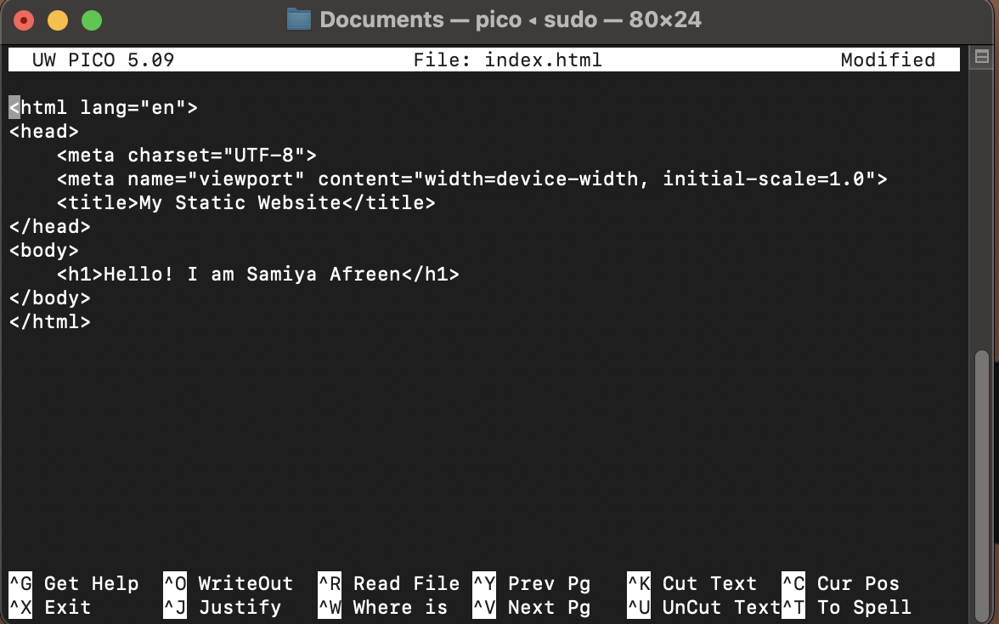 Documents — pico ◂ sudo — 80×24
UW PICO 5.09 File: index.html Modified
<html lang="en">
<head>
    <meta charset="UTF-8">
    <meta name="viewport" content="width=device-width, initial-scale=1.0">
    <title>My Static Website</title>
</head>
<body>
    <h1>Hello! I am Samiya Afreen</h1>
</body>
</html>
^G Get Help ^O WriteOut ^R Read File ^Y Prev Pg ^K Cut Text ^C Cur Pos
^X Exit ^J Justify ^W Where is ^V Next Pg ^U UnCut Text^T To Spell